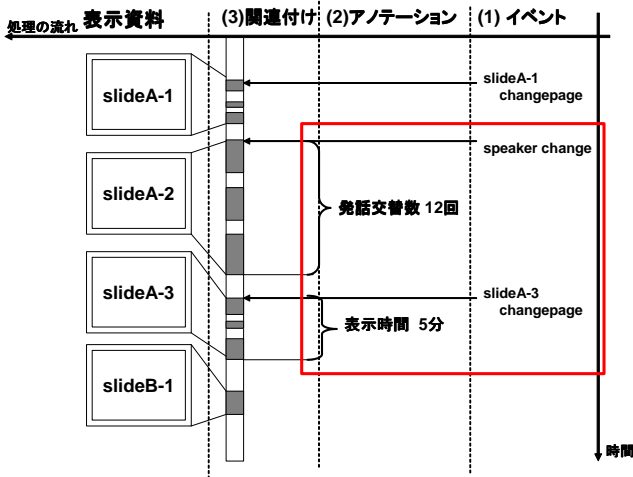 処理の流れ 表示資料 (3)関連付け (2)アノテーション (1) イベント
slideA-1
slideA-1
changepage
speaker change
slideA-2
発話交替数 12回
slideA-3
slideA-3
changepage
表示時間 5分
slideB-1
時間